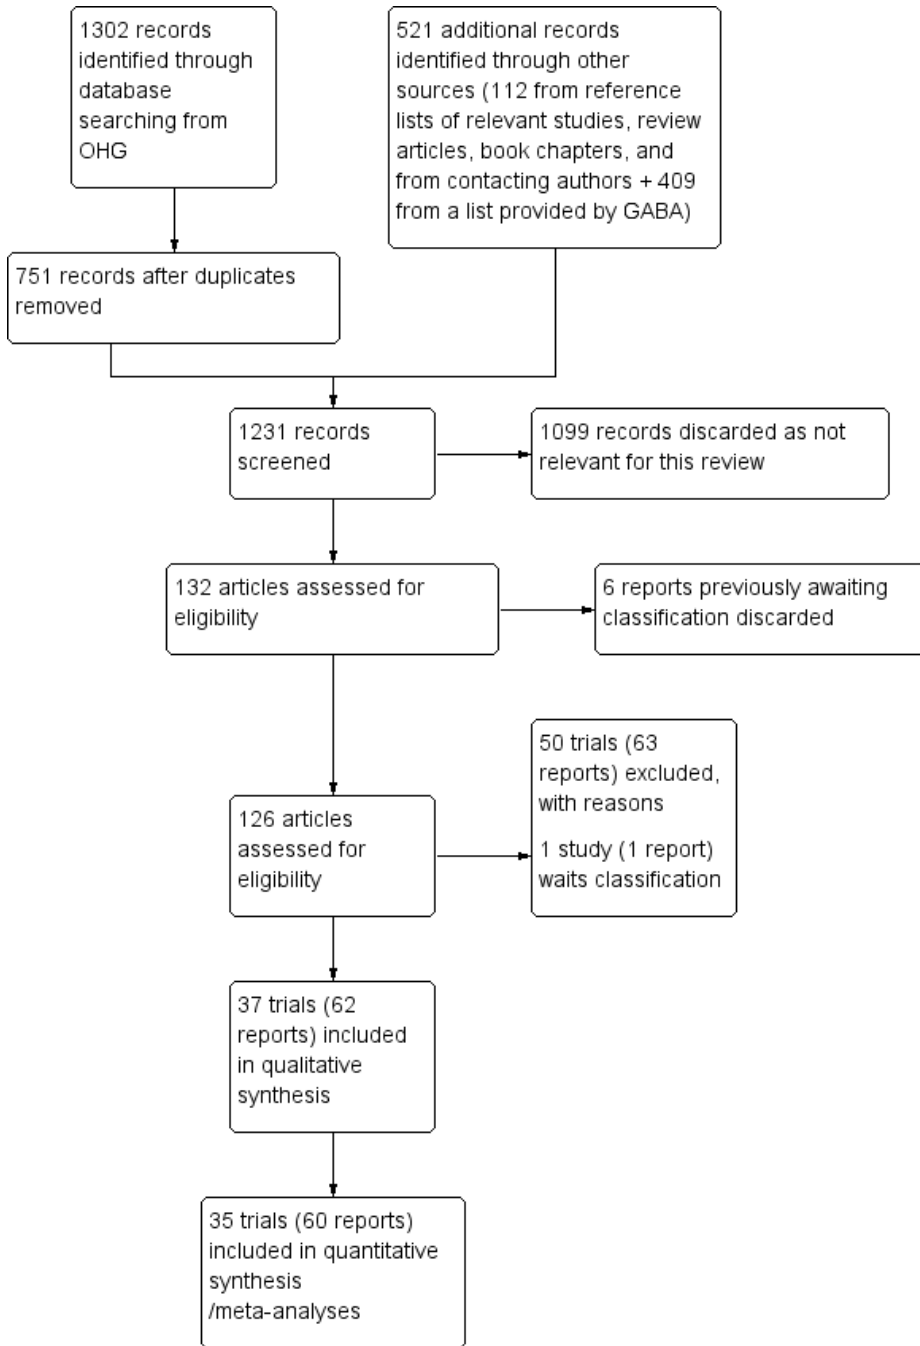 1302 records
identified through
database
searching from
OHG
521 additional records
identified through other
sources (112 from reference
lists of relevant studies, review
articles, book chapters, and
from contacting authors + 409
from a list provided by GABA)
751 records after duplicates
removed
1231 records
screened
1099 records discarded as not
relevant for this review
132 articles assessed for
eligibility
6 reports previously awaiting
classification discarded
50 trials (63
reports) excluded,
with reasons
1 study (1 report)
waits classification
126 articles
assessed for
eligibility
37 trials (62
reports) included
in qualitative
synthesis
35 trials (60 reports)
included in quantitative
synthesis
/meta-analyses